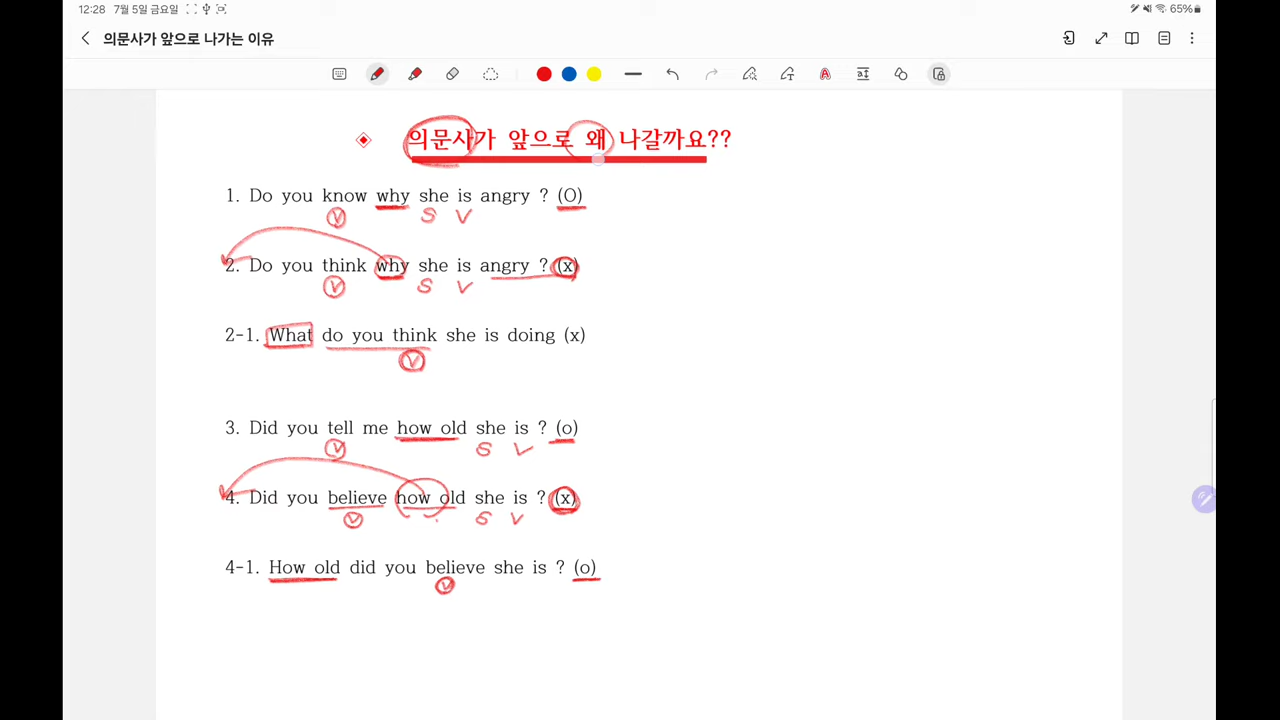 12:28 7월 5일 금요일 65%
의문사가 앞으로 나가는 이유
의문사가 앞으로 왜 나갈까요??
1. Do you know why she is angry ? (O)
V S V
2. Do you think why she is angry ? (x)
V S V
2-1. What do you think she is doing (x)
V
3. Did you tell me how old she is ? (o)
V S V
4. Did you believe how old she is ? (x)
V S V
4-1. How old did you believe she is ? (o)
V